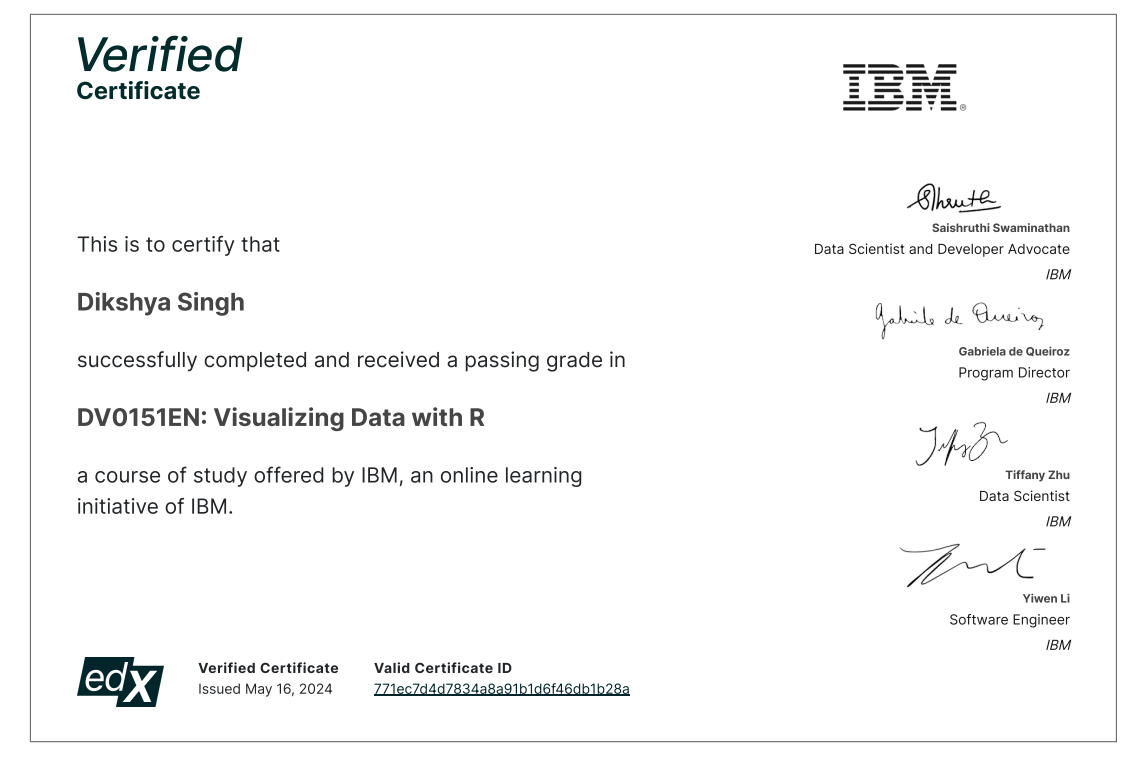 Verified
Certificate
IBM®
This is to certify that
Dikshya Singh
successfully completed and received a passing grade in
DV0151EN: Visualizing Data with R
a course of study offered by IBM, an online learning
initiative of IBM.
Saishruthi Swaminathan
Data Scientist and Developer Advocate
IBM
Gabriela de Queiroz
Gabriela de Queiroz
Program Director
IBM
Tiffany Zhu
Data Scientist
IBM
Yiwen Li
Software Engineer
IBM
edX
Verified Certificate
Issued May 16, 2024
Valid Certificate ID
771ec7d4d7834a8a91b1d6f46db1b28a